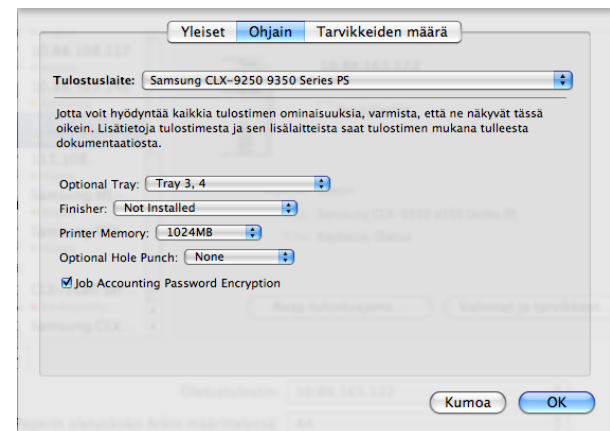 Yleiset Ohjain Tarvikkeiden määrä
Tulostuslaite: Samsung CLX-9250 9350 Series PS
Jotta voit hyödyntää kaikkia tulostimen ominaisuuksia, varmista, että ne näkyvät tässä
oikein. Lisätietoja tulostimesta ja sen lisälaitteista saat tulostimen mukana tulleesta
dokumentaatiosta.
Optional Tray: Tray 3, 4
Finisher: Not Installed
Printer Memory: 1024MB
Optional Hole Punch: None
Job Accounting Password Encryption
Kumoa OK